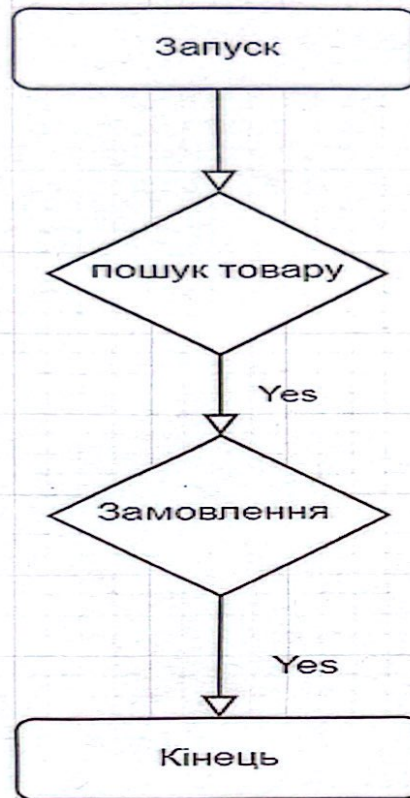 Запуск
пошук товару
Yes
Замовлення
Yes
Кінець